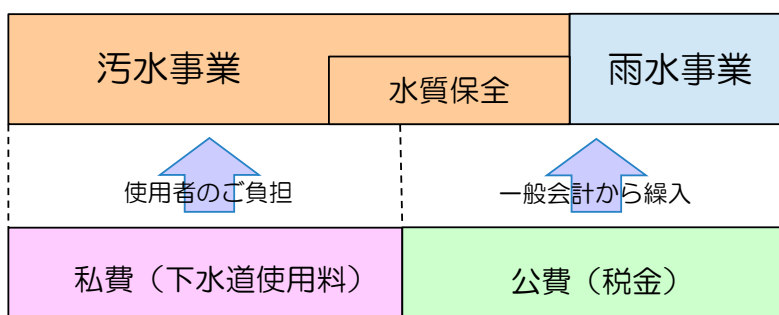 汚水事業
水質保全
雨水事業
使用者のご負担
一般会計から繰入
私費（下水道使用料）
公費（税金）